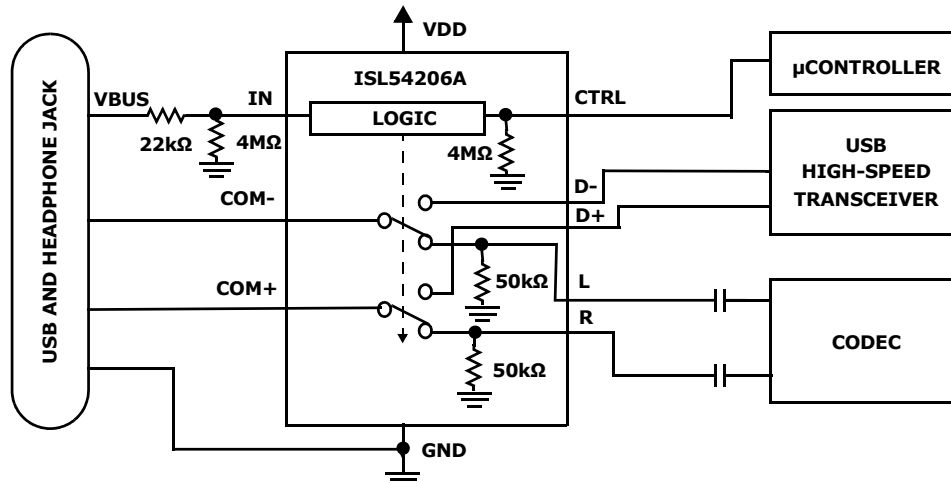 VDD
ISL54206A
µCONTROLLER
VBUS
IN
CTRL
LOGIC
22kΩ
4MΩ
4MΩ
USB
HIGH-SPEED
TRANSCEIVER
D-
COM-
D+
USB AND HEADPHONE JACK
50kΩ
L
COM+
R
CODEC
50kΩ
GND